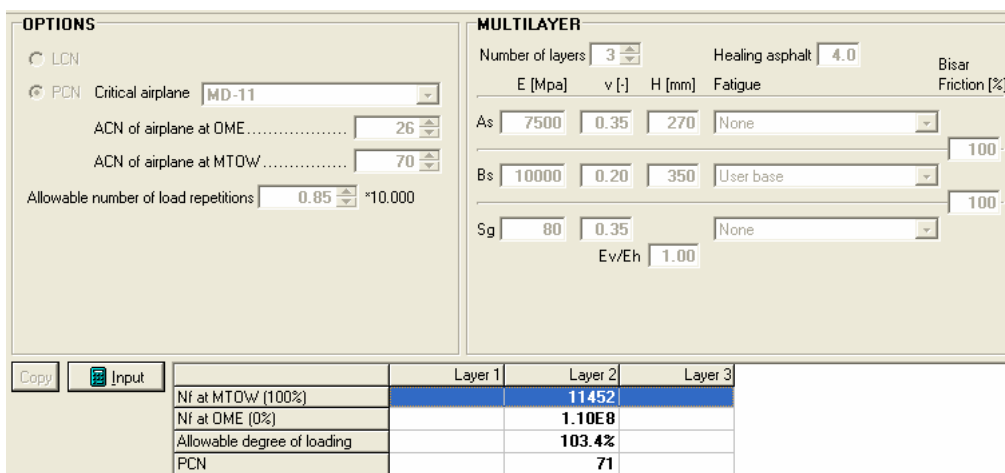 OPTIONS
LCN
PCN Critical airplane MD-11
ACN of airplane at OME.................. 26
ACN of airplane at MTOW............... 70
Allowable number of load repetitions 0.85 *10.000
MULTILAYER
Number of layers 3 Healing asphalt 4.0 Bisar
E [Mpa] v [-] H [mm] Fatigue Friction [%]
As 7500 0.35 270 None
100
Bs 10000 0.20 350 User base
100
Sg 80 0.35 None
Ev/Eh 1.00
Copy Input
Layer 1 Layer 2 Layer 3
Nf at MTOW (100%) 11452
Nf at OME (0%) 1.10E8
Allowable degree of loading 103.4%
PCN 71